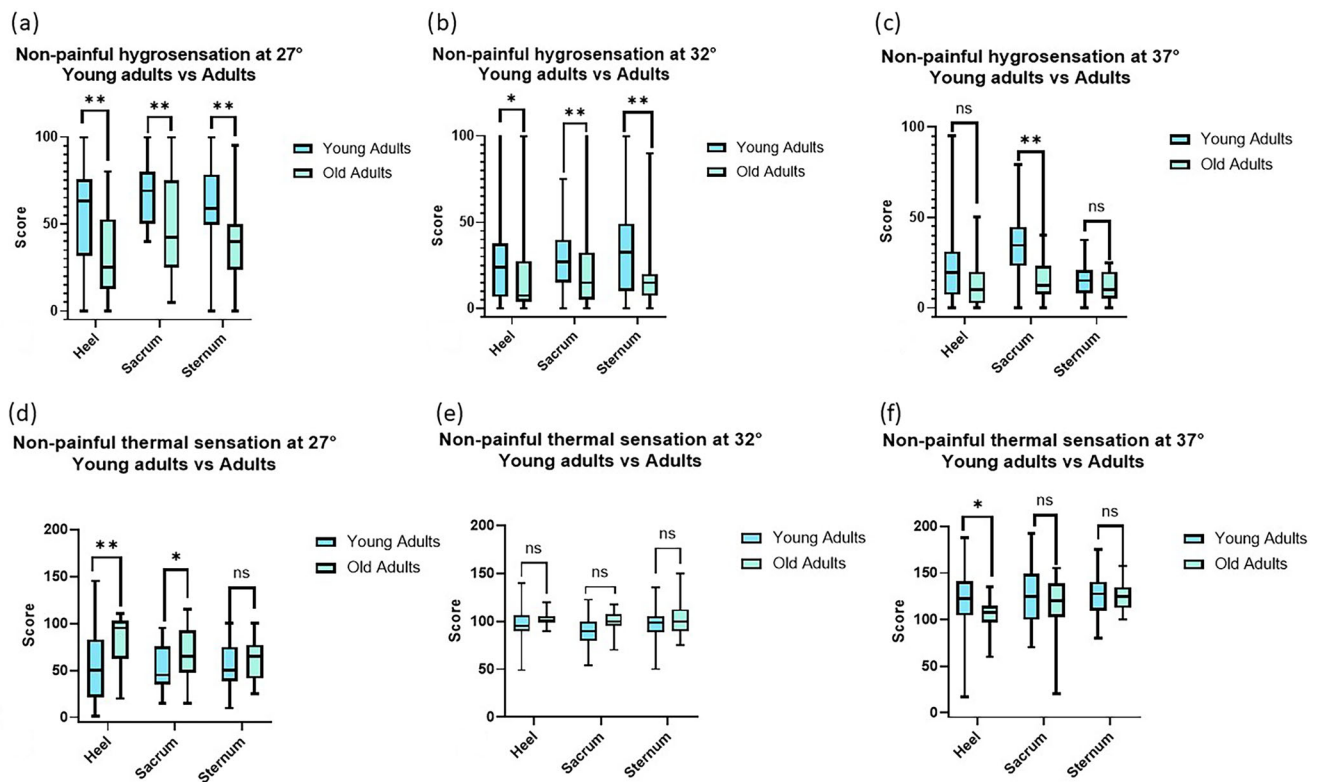 (a)
Non-painful hygrosensation at 27°
Young adults vs Adults
**
**
**
100
50
0
Score
Heel
Sacrum
Sternum
Young Adults
Old Adults
(b)
Non-painful hygrosensation at 32°
Young adults vs Adults
*
**
**
100
50
0
Score
Heel
Sacrum
Sternum
Young Adults
Old Adults
(c)
Non-painful hygrosensation at 37°
Young adults vs Adults
ns
**
ns
100
50
0
Score
Heel
Sacrum
Sternum
Young Adults
Old Adults
(d)
Non-painful thermal sensation at 27°
Young adults vs Adults
**
*
ns
200
150
100
50
0
Score
Heel
Sacrum
Sternum
Young Adults
Old Adults
(e)
Non-painful thermal sensation at 32°
Young adults vs Adults
ns
ns
ns
200
150
100
50
0
Score
Heel
Sacrum
Sternum
Young Adults
Old Adults
(f)
Non-painful thermal sensation at 37°
Young adults vs Adults
*
ns
ns
200
150
100
50
0
Score
Heel
Sacrum
Sternum
Young Adults
Old Adults